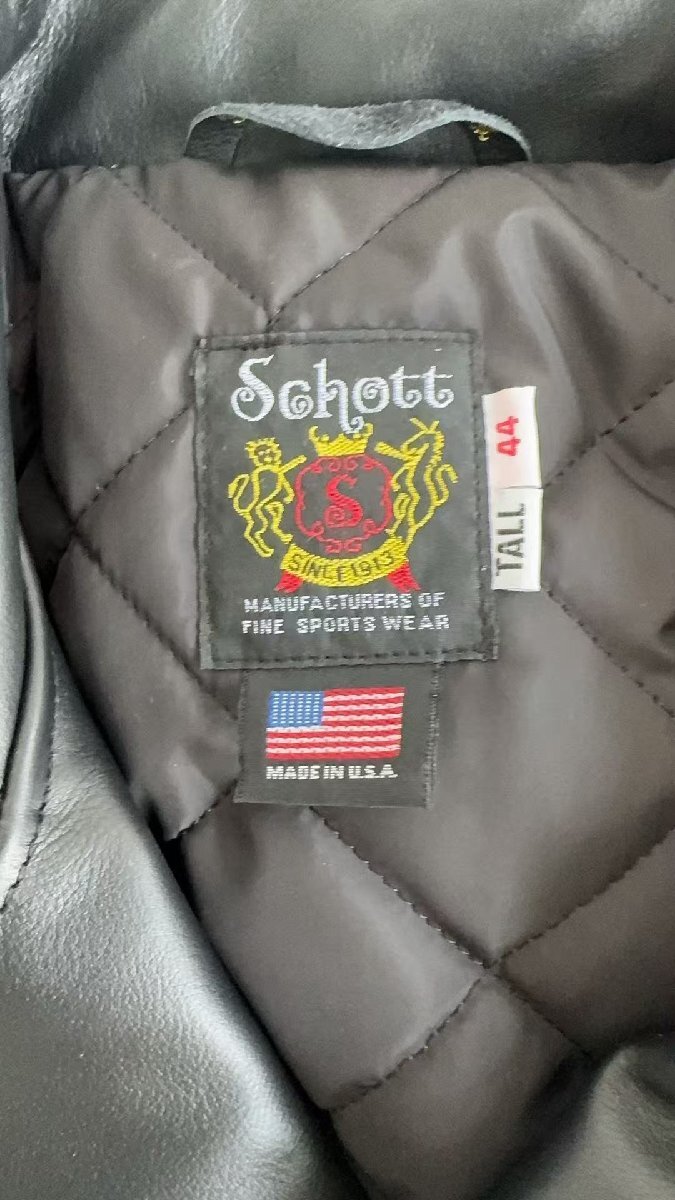 Schott
S
SINCE 1913
MANUFACTURERS OF
FINE SPORTS WEAR
MADE IN U.S.A.
44
TALL